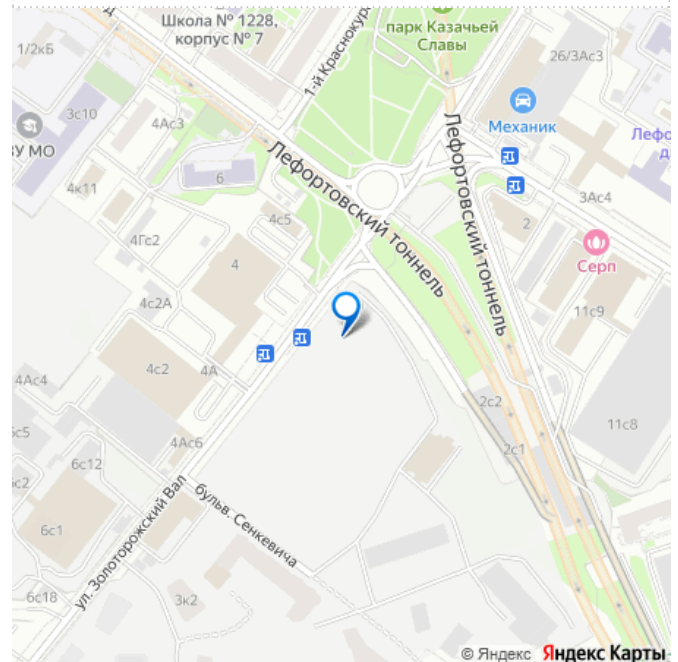 Школа № 1228,
корпус № 7
1-й Краснокур
парк Казачьей
Славы
26/3Ас3
1/2кБ
3с10
4Ас3
ВУ МО
Механик
Лефо
д
Лефортовский тоннель
Лефортовский тоннель
6
4к11
4с5
3Ас4
2
4Гс2
4
Серп
4с2А
11с9
4с2
4А
4Ас4
2с2
11с8
2с1
6с5
4Ас6
6с12
6с2
бульв. Сенкевича
ул. Золоторожский Вал
6с1
6с18
3к2
© Яндекс Яндекс Карты